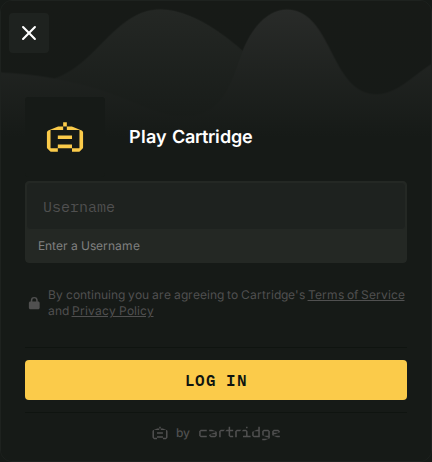 Play Cartridge
Username
Enter a Username
By continuing you are agreeing to Cartridge's Terms of Service
and Privacy Policy
LOG IN
by cartridge